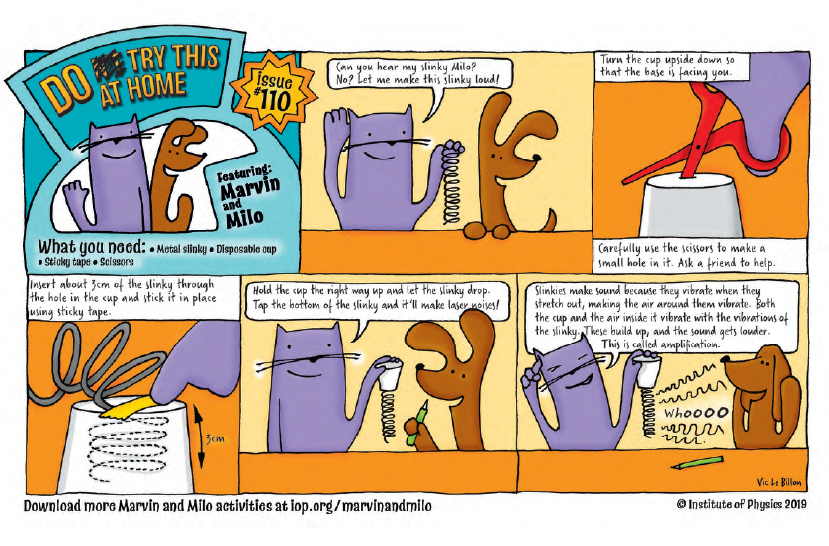 DO TRY THIS
AT HOME
issue
#110
Featuring:
Marvin
and
Milo
What you need: • Metal slinky • Disposable cup
• Sticky tape • Scissors
Can you hear my slinky Milo?
No? Let me make this slinky loud!
Turn the cup upside down so
that the base is facing you.
Carefully use the scissors to make a
small hole in it. Ask a friend to help.
Insert about 3cm of the slinky through
the hole in the cup and stick it in place
using sticky tape.
3cm
Hold the cup the right way up and let the slinky drop.
Tap the bottom of the slinky and it'll make laser noises!
Slinkies make sound because they vibrate when they
stretch out, making the air around them vibrate. Both
the cup and the air inside it vibrate with the vibrations of
the slinky. These build up, and the sound gets louder.
This is called amplification.
Whoooo
Vic Le Billon
Download more Marvin and Milo activities at iop.org/marvinandmilo
© Institute of Physics 2019